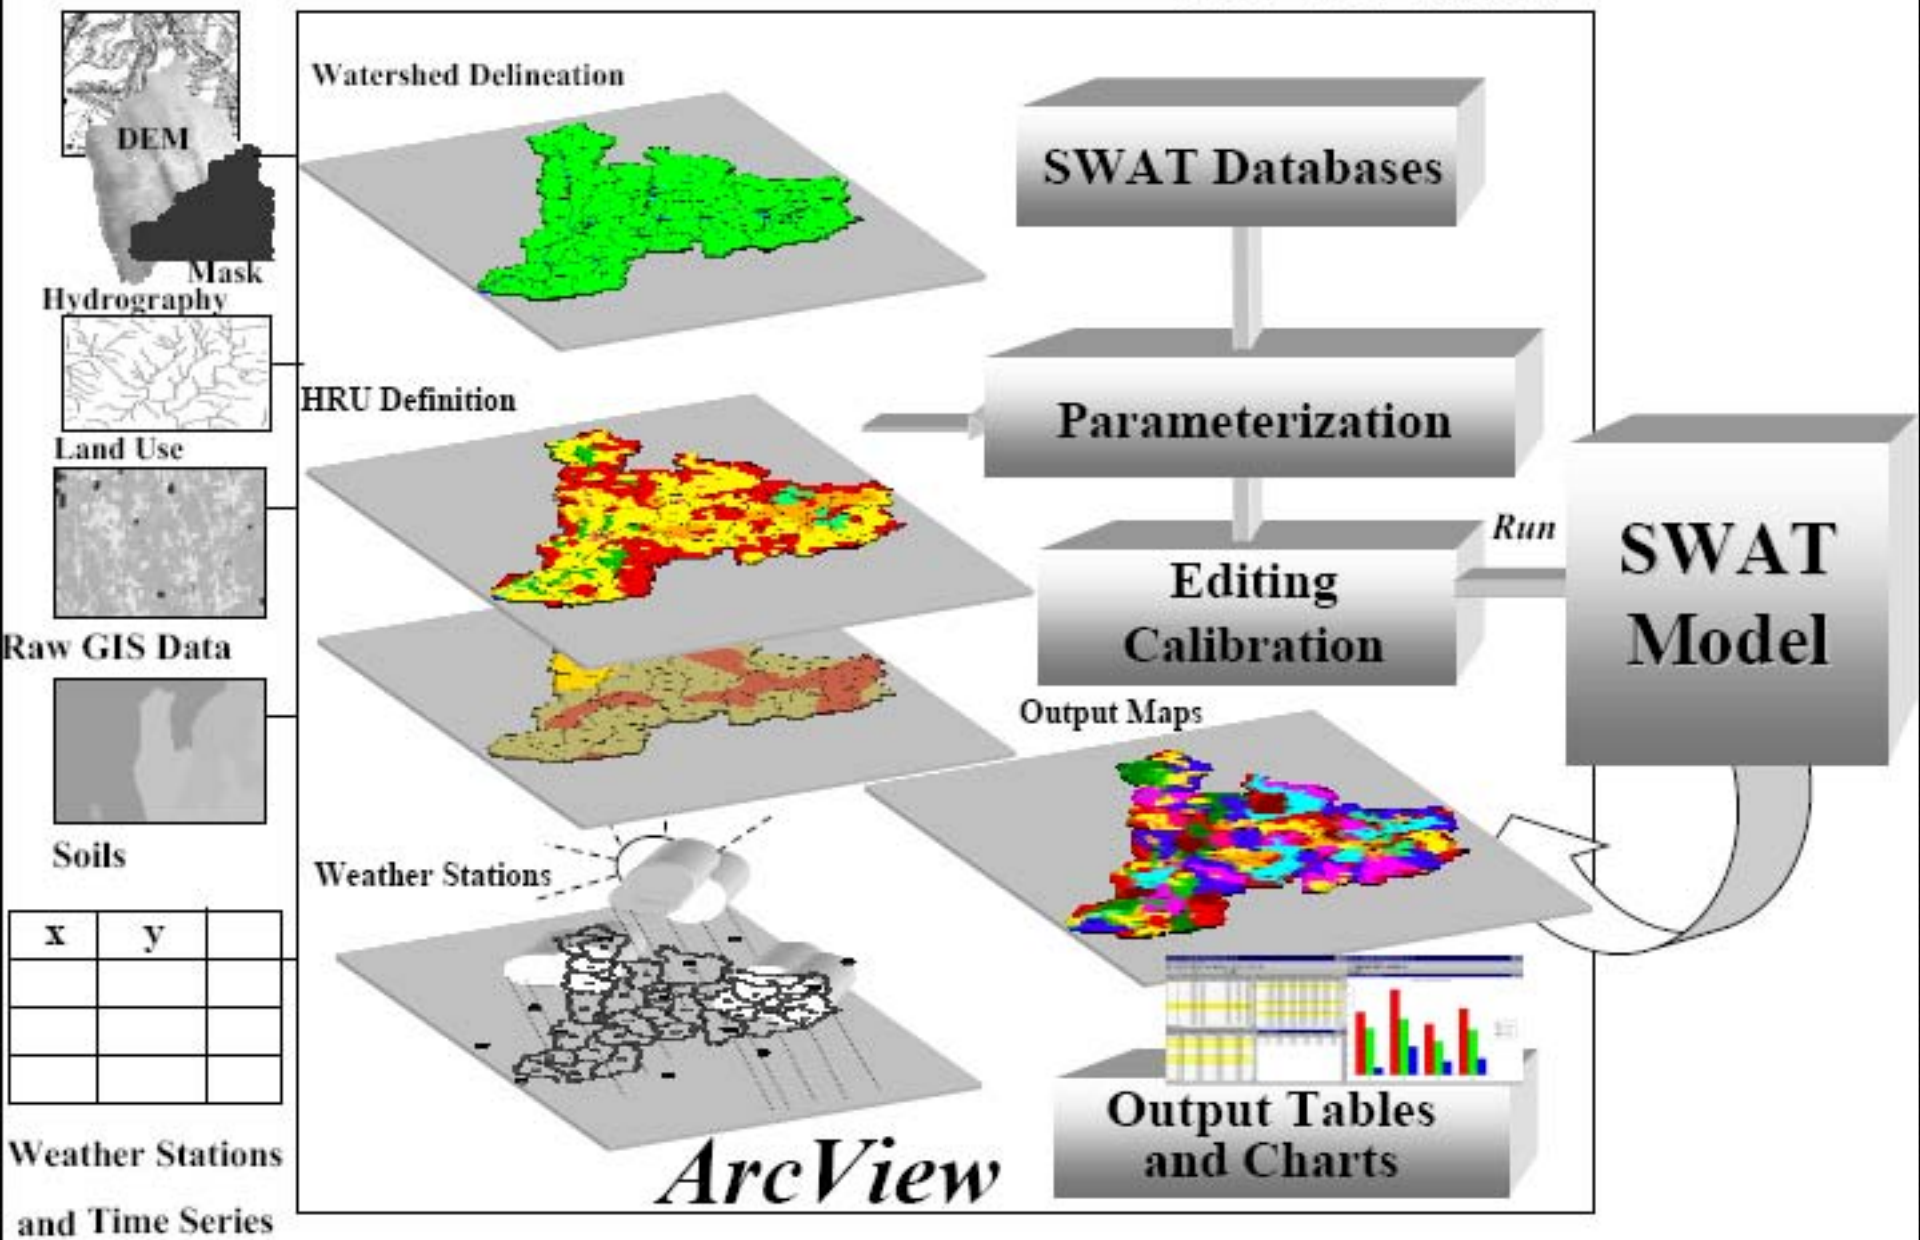 DEM
Mask
Hydrography
Land Use
Raw GIS Data
Soils
x y
Weather Stations
and Time Series
Watershed Delineation
HRU Definition
Weather Stations
ArcView
SWAT Databases
Parameterization
Editing
Calibration
Run
SWAT
Model
Output Maps
Output Tables
and Charts